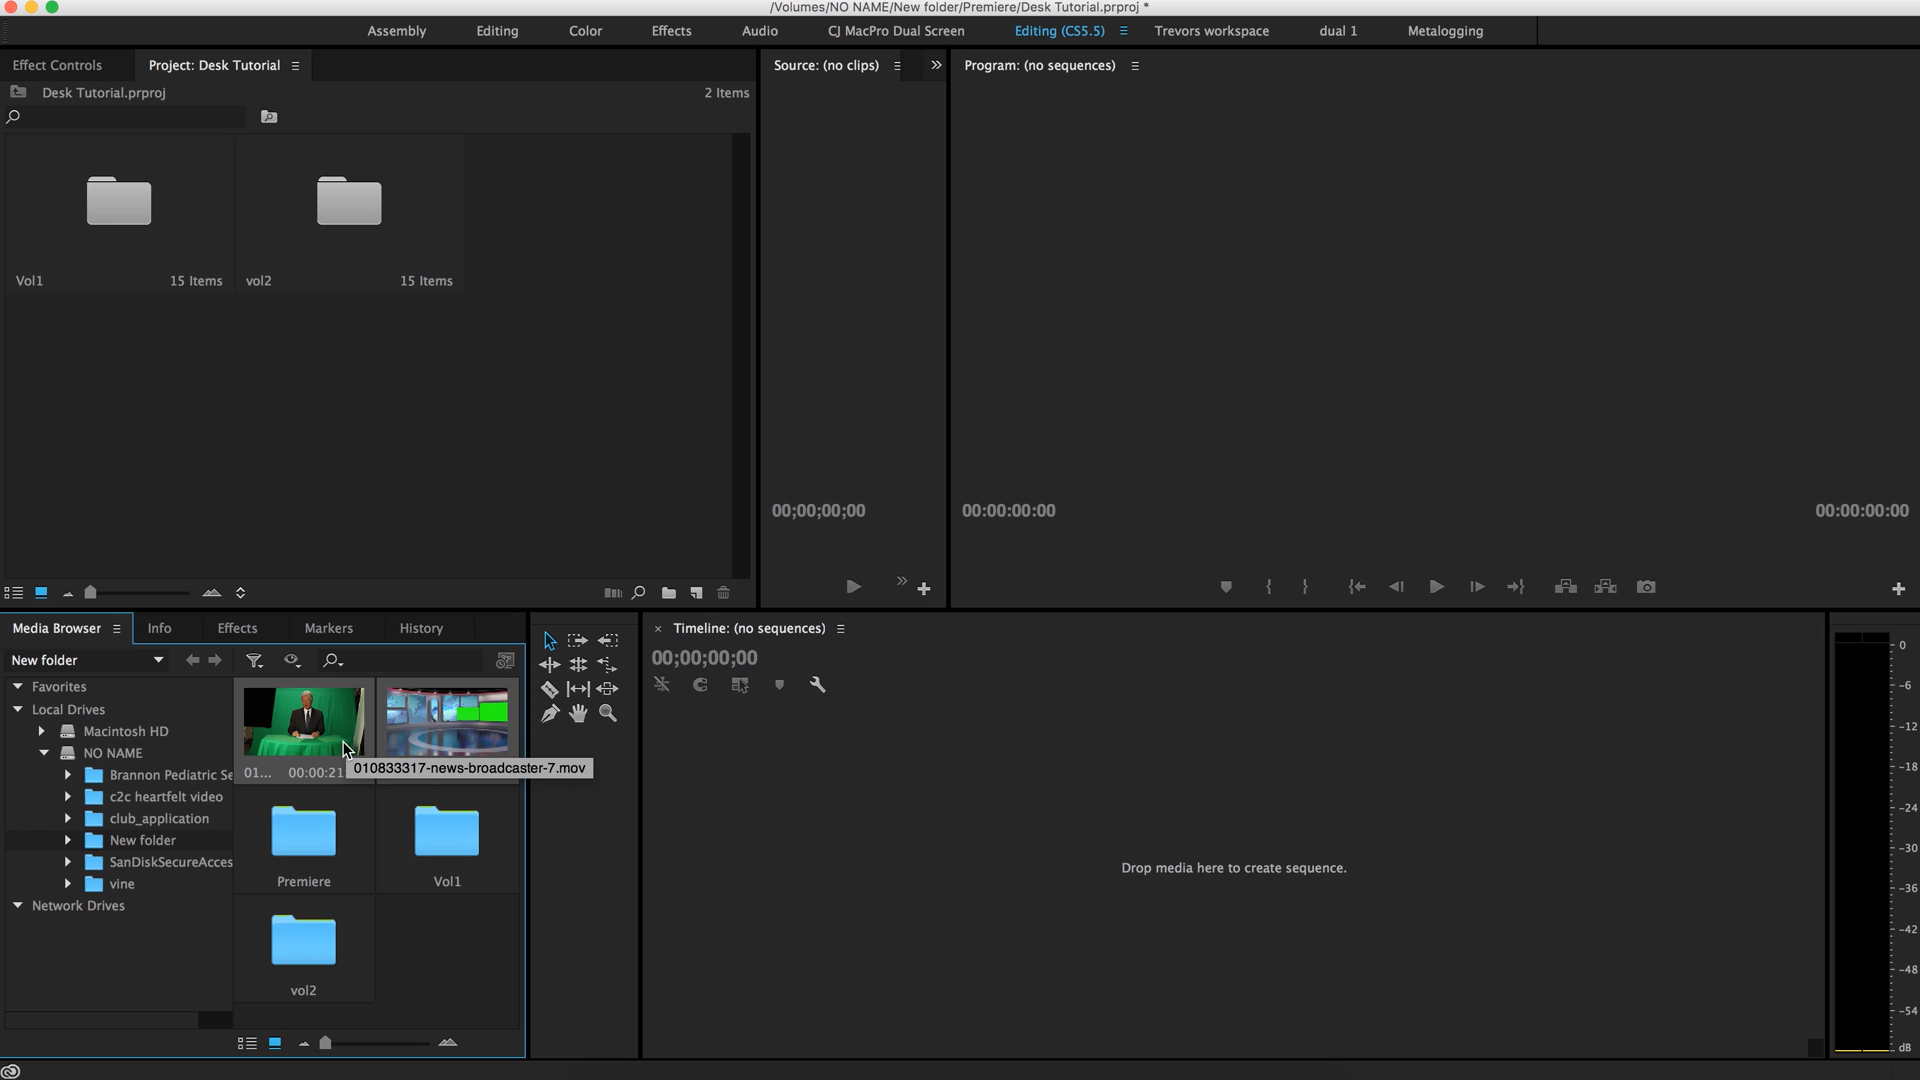 /Volumes/NO NAME/New folder/Premiere/Desk Tutorial.prproj *
Assembly
Editing
Color
Effects
Audio
CJ MacPro Dual Screen
Editing (CS5.5)
Trevors workspace
dual 1
Metalogging
Effect Controls
Project: Desk Tutorial
Source: (no clips)
Program: (no sequences)
Desk Tutorial.prproj
2 Items
Vol1
15 Items
vol2
15 Items
00;00;00;00
00:00:00:00
00:00:00:00
Media Browser
Info
Effects
Markers
History
Timeline: (no sequences)
New folder
00;00;00;00
Favorites
Local Drives
Macintosh HD
NO NAME
Brannon Pediatric Se
c2c heartfelt video
club_application
New folder
SanDiskSecureAcces
vine
Network Drives
01...
00:00:21
010833317-news-broadcaster-7.mov
Premiere
Vol1
vol2
Drop media here to create sequence.
0
-6
-12
-18
-24
-30
-36
-42
-48
-54
dB